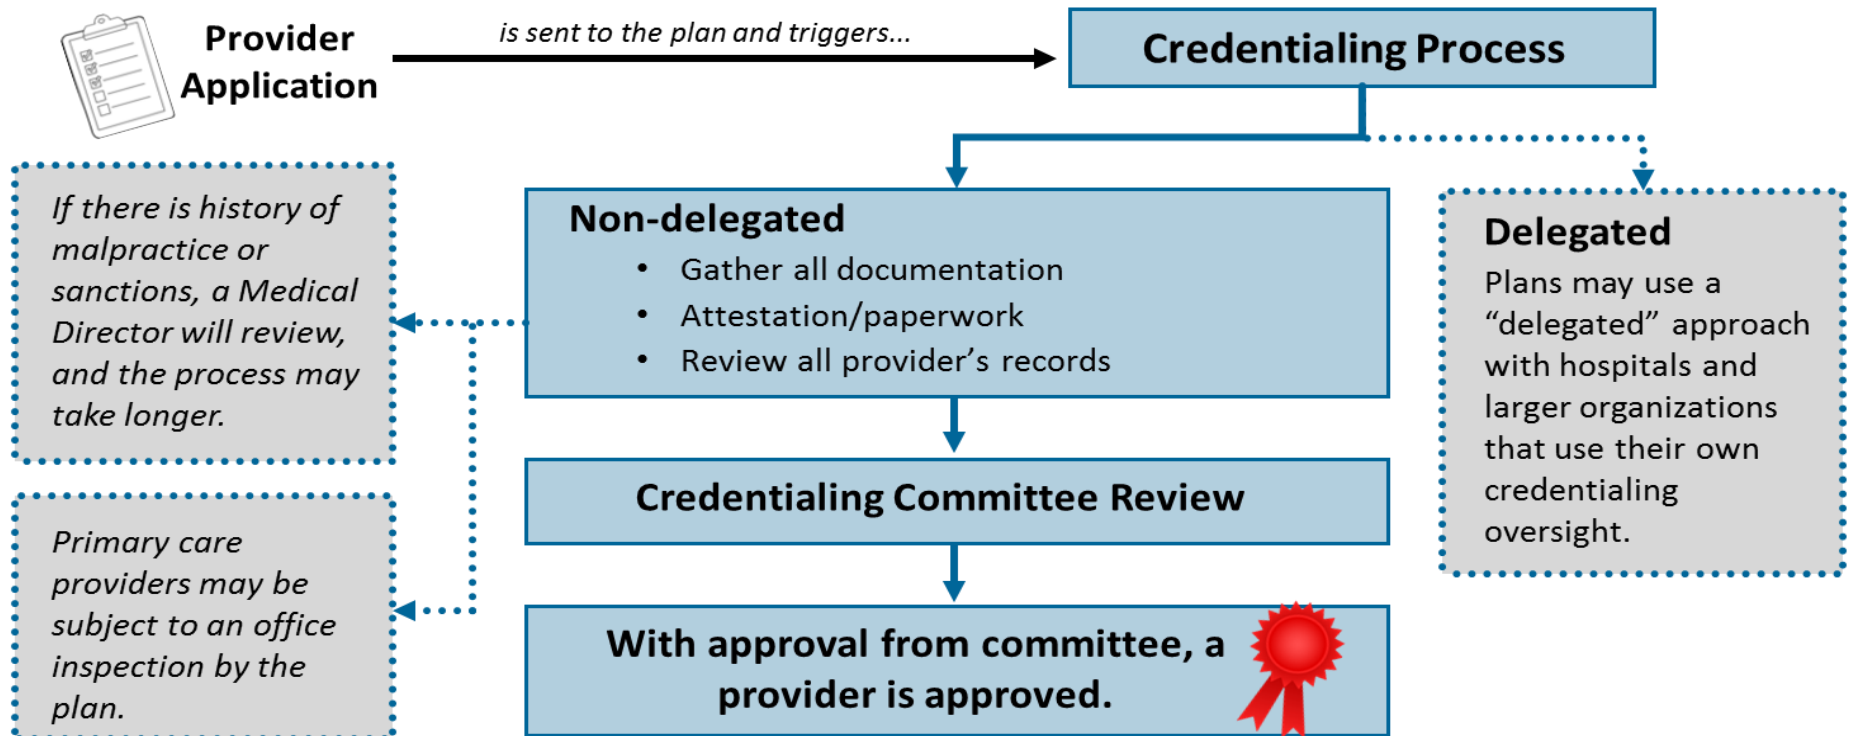 Provider
Application
is sent to the plan and triggers...
Credentialing Process
If there is history of
malpractice or
sanctions, a Medical
Director will review,
and the process may
take longer.
Primary care
providers may be
subject to an office
inspection by the
plan.
Non-delegated
• Gather all documentation
• Attestation/paperwork
• Review all provider’s records
Credentialing Committee Review
With approval from committee, a
provider is approved.
Delegated
Plans may use a
“delegated” approach
with hospitals and
larger organizations
that use their own
credentialing
oversight.